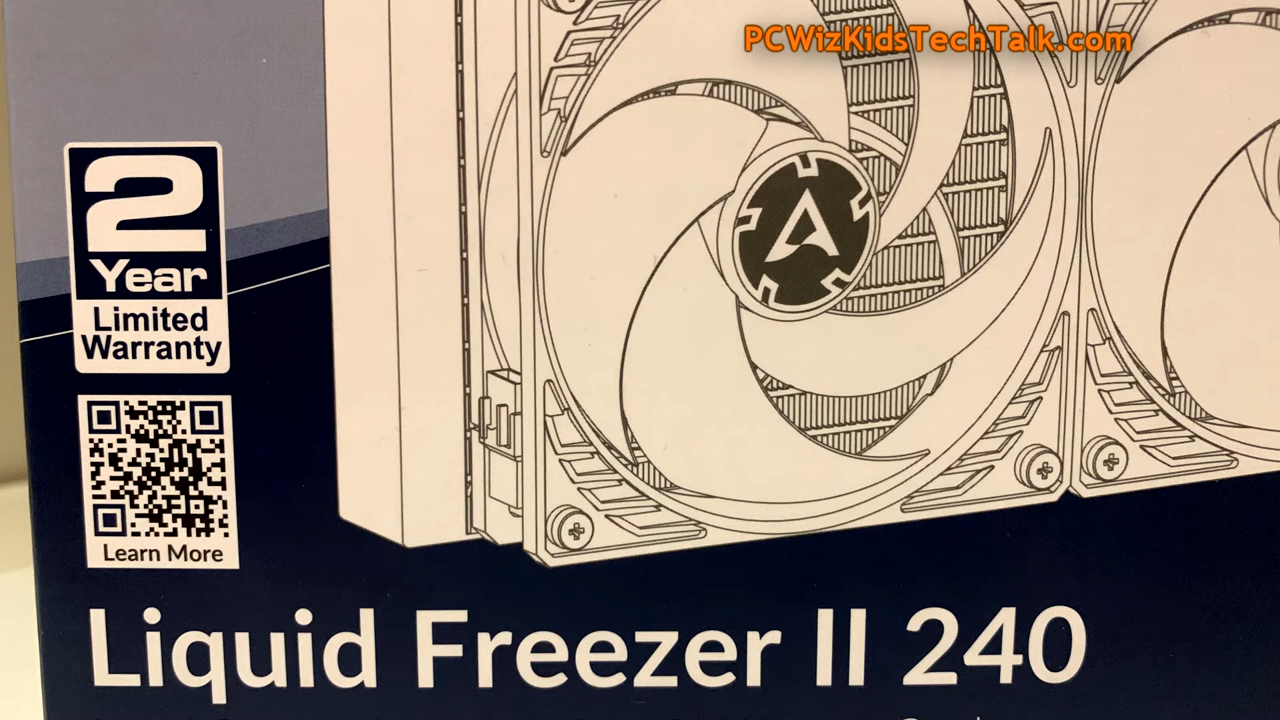 PCWizKidsTechTalk.com
2
Year
Limited
Warranty
Learn More
Liquid Freezer II 240